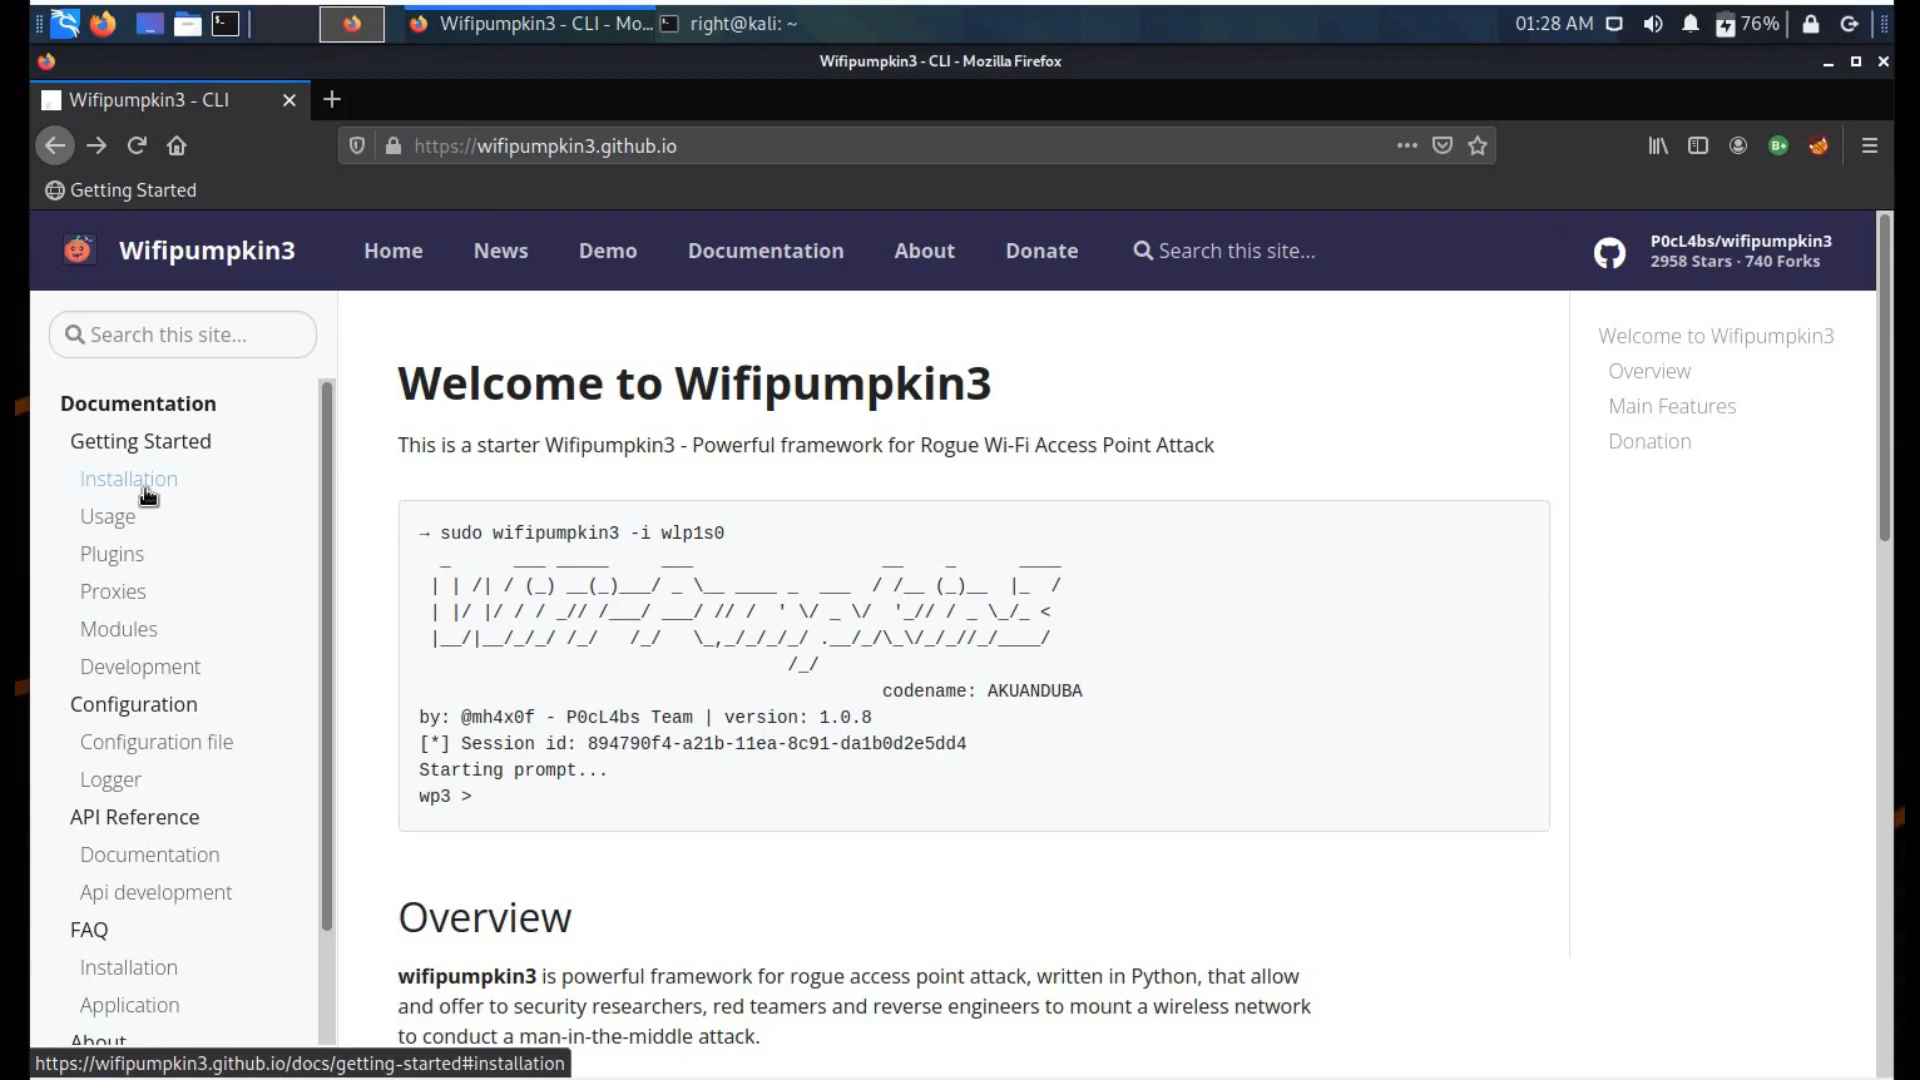 Wifipumpkin3 - CLI - Mo... right@kali: ~ 01:28 AM 76%
Wifipumpkin3 - CLI - Mozilla Firefox
Wifipumpkin3 - CLI
https://wifipumpkin3.github.io
Getting Started
Wifipumpkin3 Home News Demo Documentation About Donate Search this site... P0cL4bs/wifipumpkin3
2958 Stars · 740 Forks
Search this site...
Documentation
Getting Started
Installation
Usage
Plugins
Proxies
Modules
Development
Configuration
Configuration file
Logger
API Reference
Documentation
Api development
FAQ
Installation
Application
About
Welcome to Wifipumpkin3
This is a starter Wifipumpkin3 - Powerful framework for Rogue Wi-Fi Access Point Attack
→ sudo wifipumpkin3 -i wlp1s0
codename: AKUANDUBA
by: @mh4x0f - P0cL4bs Team | version: 1.0.8
[*] Session id: 894790f4-a21b-11ea-8c91-da1b0d2e5dd4
Starting prompt...
wp3 >
Overview
wifipumpkin3 is powerful framework for rogue access point attack, written in Python, that allow
and offer to security researchers, red teamers and reverse engineers to mount a wireless network
to conduct a man-in-the-middle attack.
Welcome to Wifipumpkin3
Overview
Main Features
Donation
https://wifipumpkin3.github.io/docs/getting-started#installation